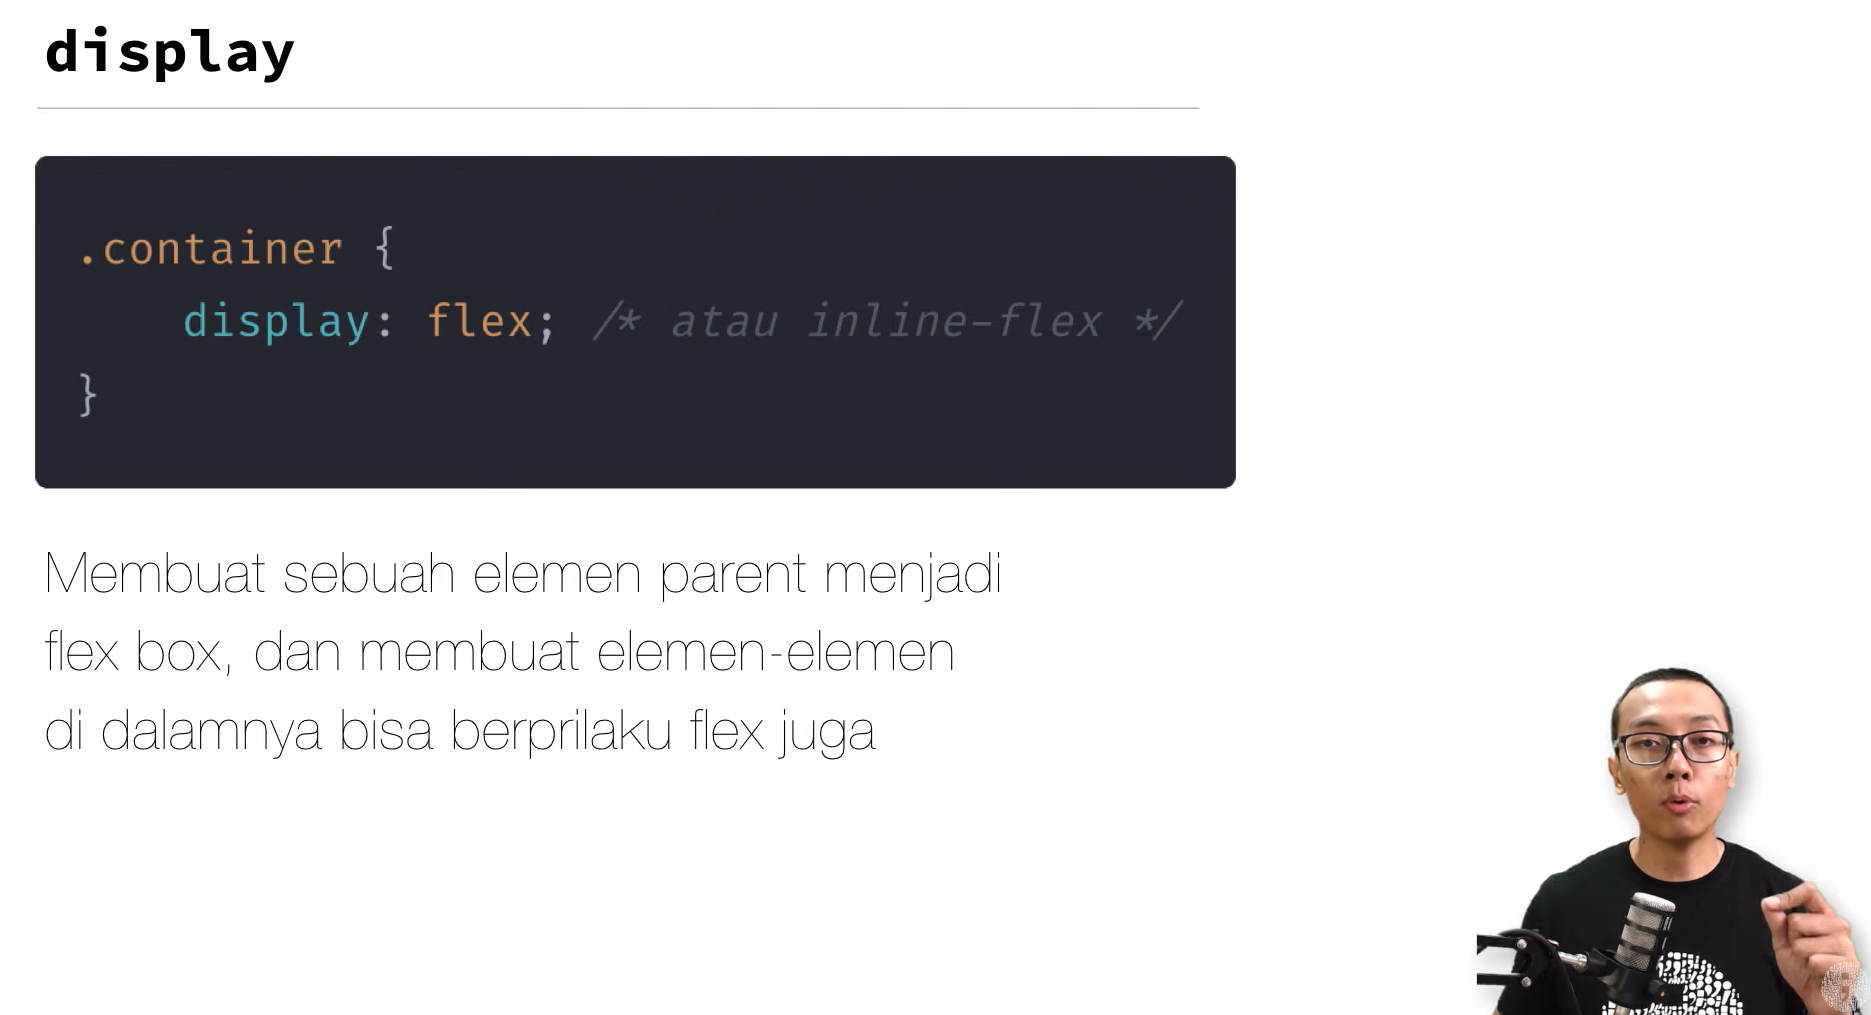 display
.container {
display: flex; /* atau inline-flex */
}
Membuat sebuah elemen parent menjadi
flex box, dan membuat elemen-elemen
di dalamnya bisa berprilaku flex juga